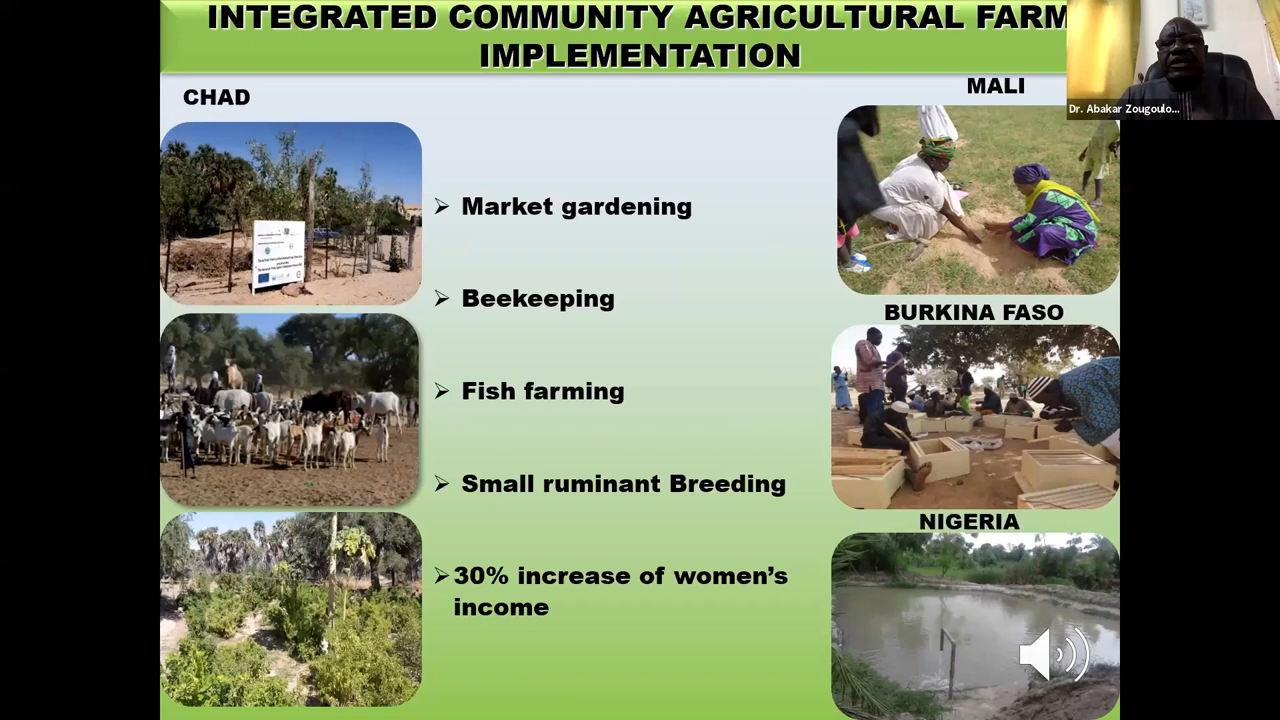 INTEGRATED COMMUNITY AGRICULTURAL FARM
IMPLEMENTATION
Dr. Abakar Zougoulo...
CHAD
MALI
➢ Market gardening
➢ Beekeeping
➢ Fish farming
➢ Small ruminant Breeding
➢30% increase of women’s
income
BURKINA FASO
NIGERIA